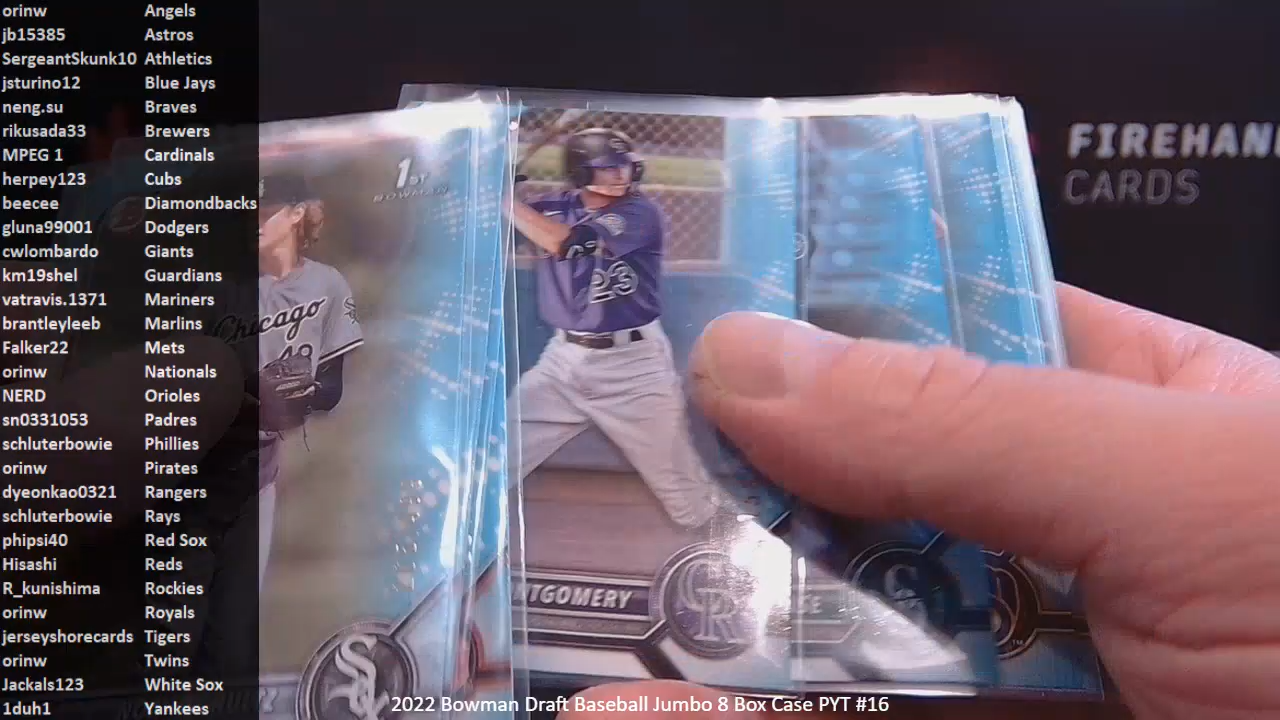 orinw Angels
jb15385 Astros
SergeantSkunk10 Athletics
jsturino12 Blue Jays
neng.su Braves
rikusada33 Brewers
MPEG 1 Cardinals
herpey123 Cubs
beecee Diamondbacks
gluna99001 Dodgers
cwlombardo Giants
km19shel Guardians
vatravis.1371 Mariners
brantleyleeb Marlins
Falker22 Mets
orinw Nationals
NERD Orioles
sn0331053 Padres
schluterbowie Phillies
orinw Pirates
dyeonkao0321 Rangers
schluterbowie Rays
phipsi40 Red Sox
Hisashi Reds
R_kunishima Rockies
orinw Royals
jerseyshorecards Tigers
orinw Twins
Jackals123 White Sox
1duh1 Yankees
FIREHAN
CARDS
1ST
BOWMAN
Chicago
48
23
NTGOMERY
CR
SE
2022 Bowman Draft Baseball Jumbo 8 Box Case PYT #16